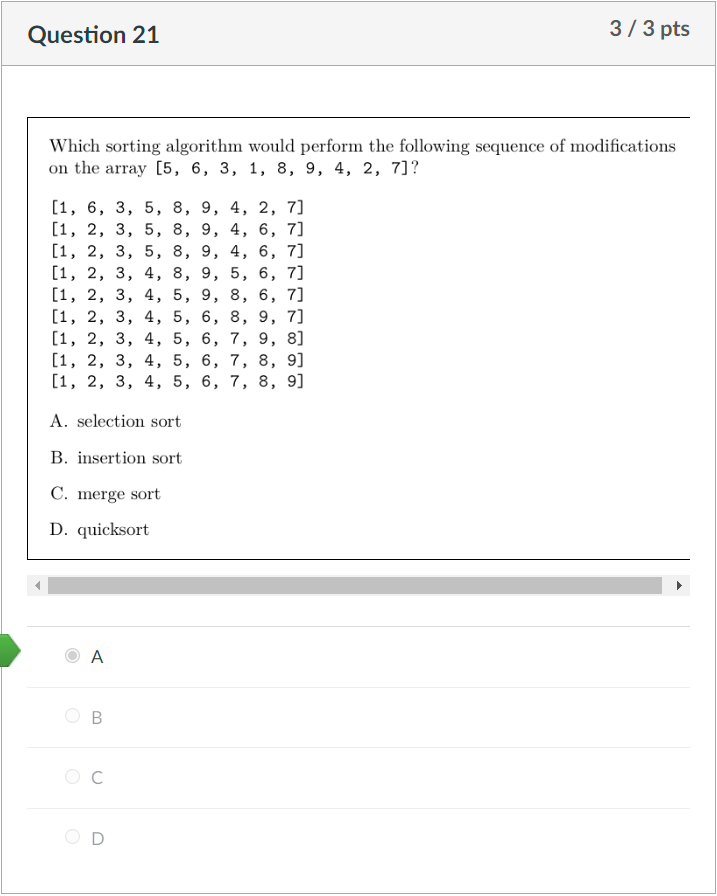 Question 21
3 / 3 pts
Which sorting algorithm would perform the following sequence of modifications
on the array [5, 6, 3, 1, 8, 9, 4, 2, 7]?
[1, 6, 3, 5, 8, 9, 4, 2, 7]
[1, 2, 3, 5, 8, 9, 4, 6, 7]
[1, 2, 3, 5, 8, 9, 4, 6, 7]
[1, 2, 3, 4, 8, 9, 5, 6, 7]
[1, 2, 3, 4, 5, 9, 8, 6, 7]
[1, 2, 3, 4, 5, 6, 8, 9, 7]
[1, 2, 3, 4, 5, 6, 7, 9, 8]
[1, 2, 3, 4, 5, 6, 7, 8, 9]
[1, 2, 3, 4, 5, 6, 7, 8, 9]
A. selection sort
B. insertion sort
C. merge sort
D. quicksort
A
B
C
D